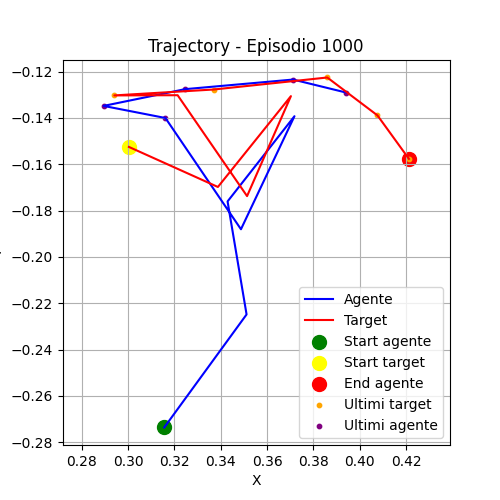 Trajectory - Episodio 1000
−0.12
−0.14
−0.16
−0.18
−0.20
−0.22
−0.24
−0.26
−0.28
Agente
Target
Start agente
Start target
End agente
Ultimi target
Ultimi agente
0.28 0.30 0.32 0.34 0.36 0.38 0.40 0.42
X